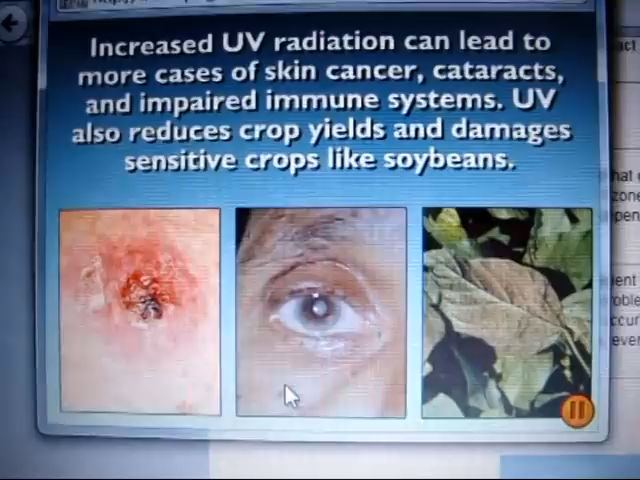 Increased UV radiation can lead to
more cases of skin cancer, cataracts,
and impaired immune systems. UV
also reduces crop yields and damages
sensitive crops like soybeans.